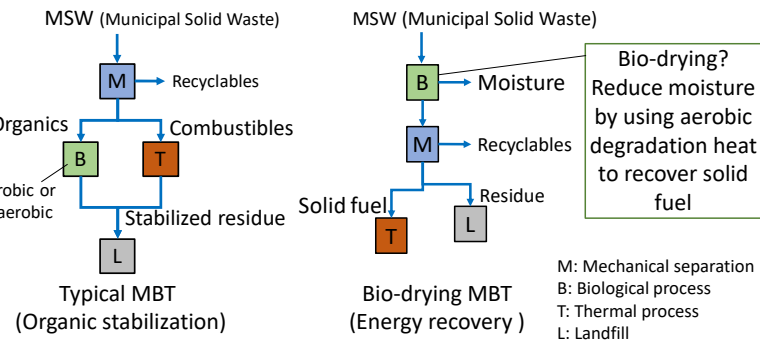 MSW (Municipal Solid Waste)
M
Recyclables
Organics
Combustibles
B
T
Stabilized residue
L
Typical MBT
(Organic stabilization)
MSW (Municipal Solid Waste)
B
Moisture
M
Recyclables
Solid fuel
Residue
T
L
Bio-drying MBT
(Energy recovery )
Bio-drying?
Reduce moisture
by using aerobic
degradation heat
to recover solid
fuel
M: Mechanical separation
B: Biological process
T: Thermal process
L: Landfill